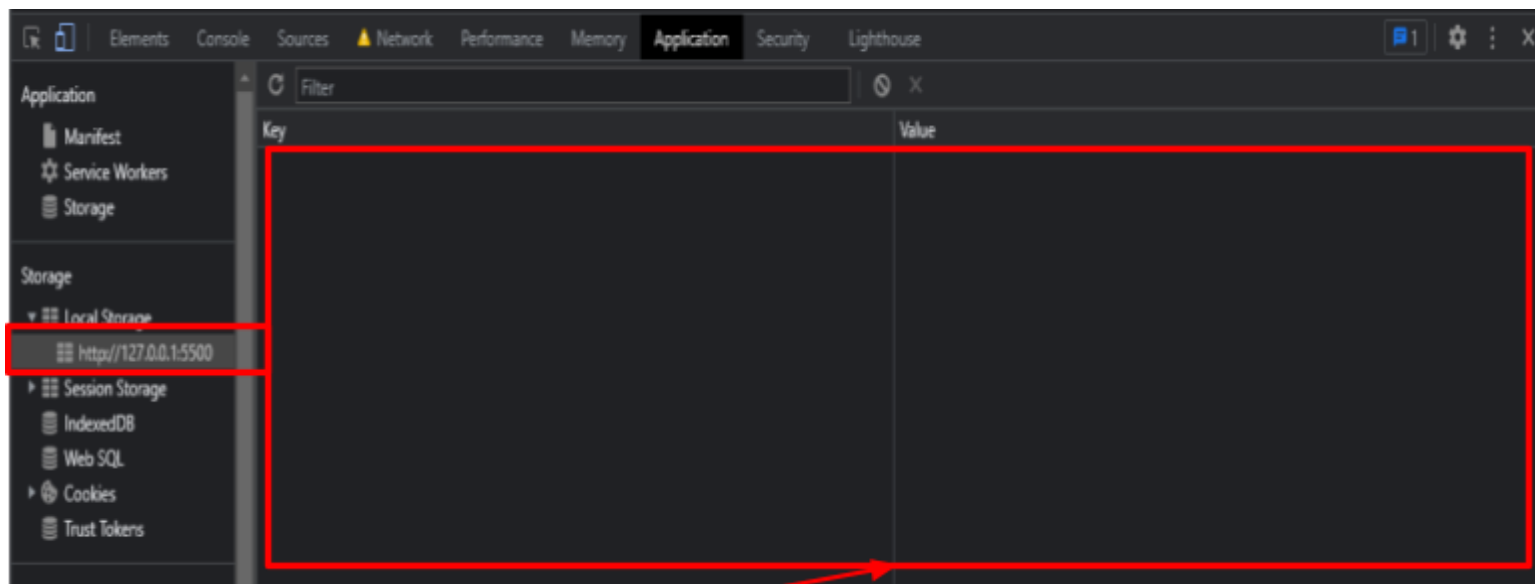 Elements Console Sources Network Performance Memory Application Security Lighthouse 1
Application
Filter
Manifest
Key Value
Service Workers
Storage
Storage
Local Storage
http://127.0.0.1:5500
Session Storage
IndexedDB
Web SQL
Cookies
Trust Tokens